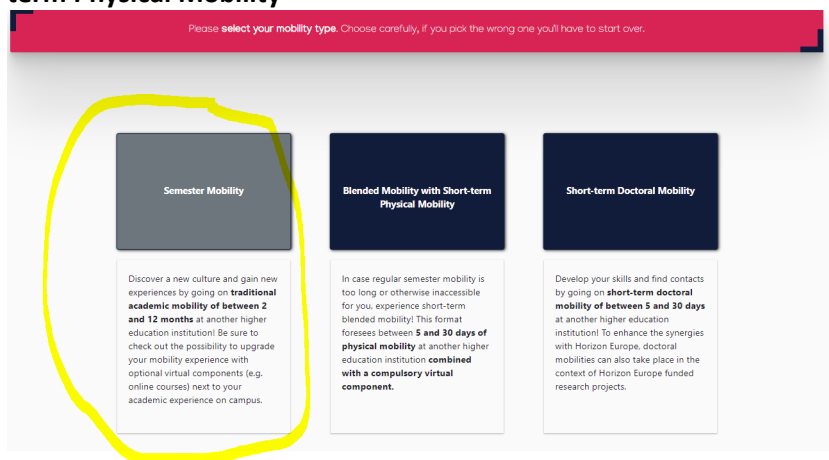 term Physical Mobility
Please select your mobility type. Choose carefully, if you pick the wrong one you'll have to start over.
Semester Mobility
Discover a new culture and gain new
experiences by going on traditional
academic mobility of between 2
and 12 months at another higher
education institution! Be sure to
check out the possibility to upgrade
your mobility experience with
optional virtual components (e.g.
online courses) next to your
academic experience on campus.
Blended Mobility with Short-term
Physical Mobility
In case regular semester mobility is
too long or otherwise inaccessible
for you, experience short-term
blended mobility! This format
foresees between 5 and 30 days of
physical mobility at another higher
education institution combined
with a compulsory virtual
component.
Short-term Doctoral Mobility
Develop your skills and find contacts
by going on short-term doctoral
mobility of between 5 and 30 days
at another higher education
institution! To enhance the synergies
with Horizon Europe, doctoral
mobilities can also take place in the
context of Horizon Europe funded
research projects.